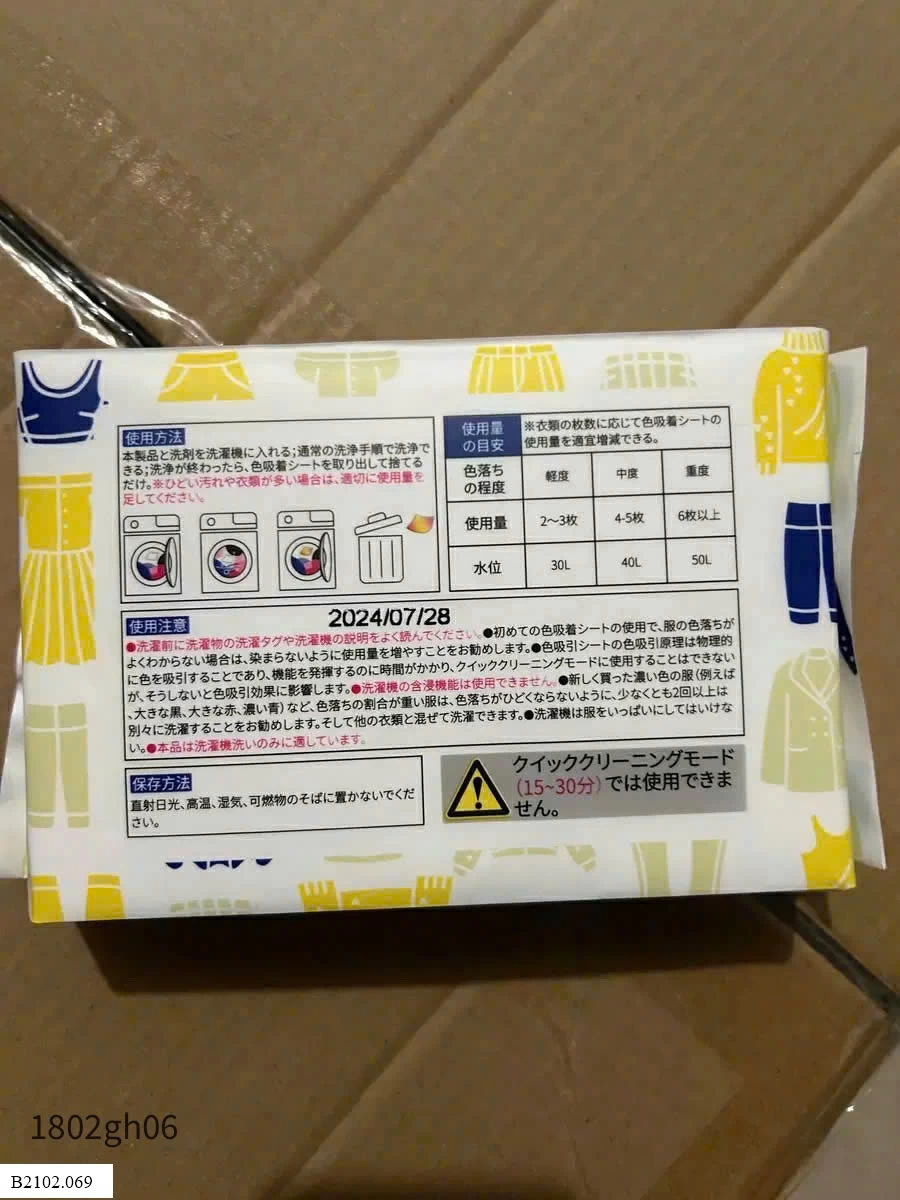 使用方法
本製品と洗剤を洗濯機に入れる;通常の洗浄手順で洗浄で
きる;洗浄が終わったら、色吸着シートを取り出して捨てる
だけ。※ひどい汚れや衣類が多い場合は、適切に使用量を
足してください。
使用量の目安
※衣類の枚数に応じて色吸着シートの
使用量を適宜増減できる。
色落ちの程度 軽度 中度 重度
使用量 2~3枚 4-5枚 6枚以上
水位 30L 40L 50L
使用注意
2024/07/28
●洗濯前に洗濯物の洗濯タグや洗濯機の説明をよく読んでください。●初めての色吸着シートの使用で、服の色落ちが
よくわからない場合は、染まらないように使用量を増やすことをお勧めします。●色吸引シートの色吸引原理は物理的
に色を吸引することであり、機能を発揮するのに時間がかかり、クイッククリーニングモードに使用することはできない
が、そうしないと色吸引効果に影響します。●洗濯機の含浸機能は使用できません。●新しく買った濃い色の服(例えば
、大きな黒、大きな赤、濃い青)など、色落ちの割合が重い服は、色落ちがひどくならないように、少なくとも2回以上は
別々に洗濯することをお勧めします。そして他の衣類と混ぜて洗濯できます。●洗濯機は服をいっぱいにしてはいけな
い。●本品は洗濯機洗いのみに適しています。
保存方法
直射日光、高温、湿気、可燃物のそばに置かないでくだ
さい。
クイッククリーニングモード
(15~30分)では使用できま
せん。
1802gh06
B2102.069